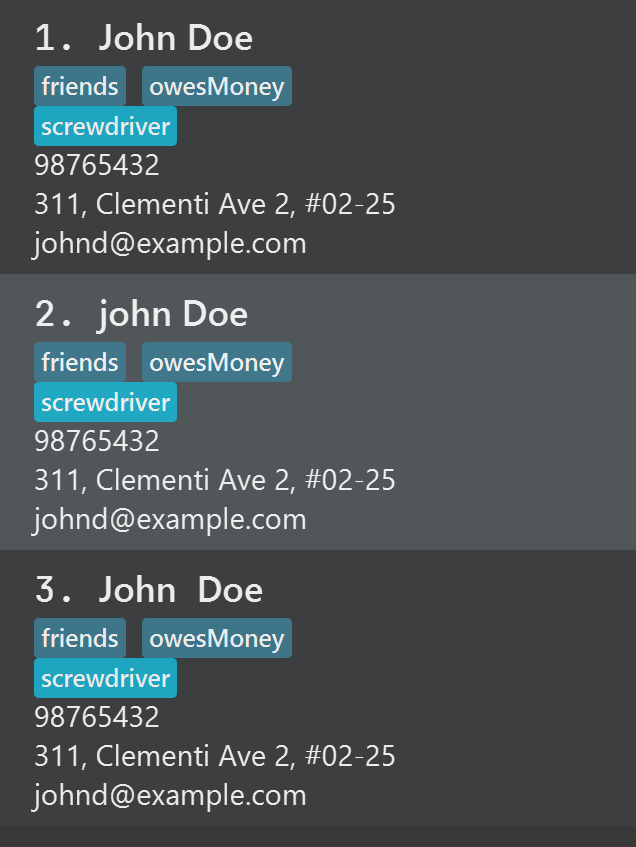 1. John Doe
friends owesMoney
screwdriver
98765432
311, Clementi Ave 2, #02-25
johnd@example.com
2. john Doe
friends owesMoney
screwdriver
98765432
311, Clementi Ave 2, #02-25
johnd@example.com
3. John  Doe
friends owesMoney
screwdriver
98765432
311, Clementi Ave 2, #02-25
johnd@example.com